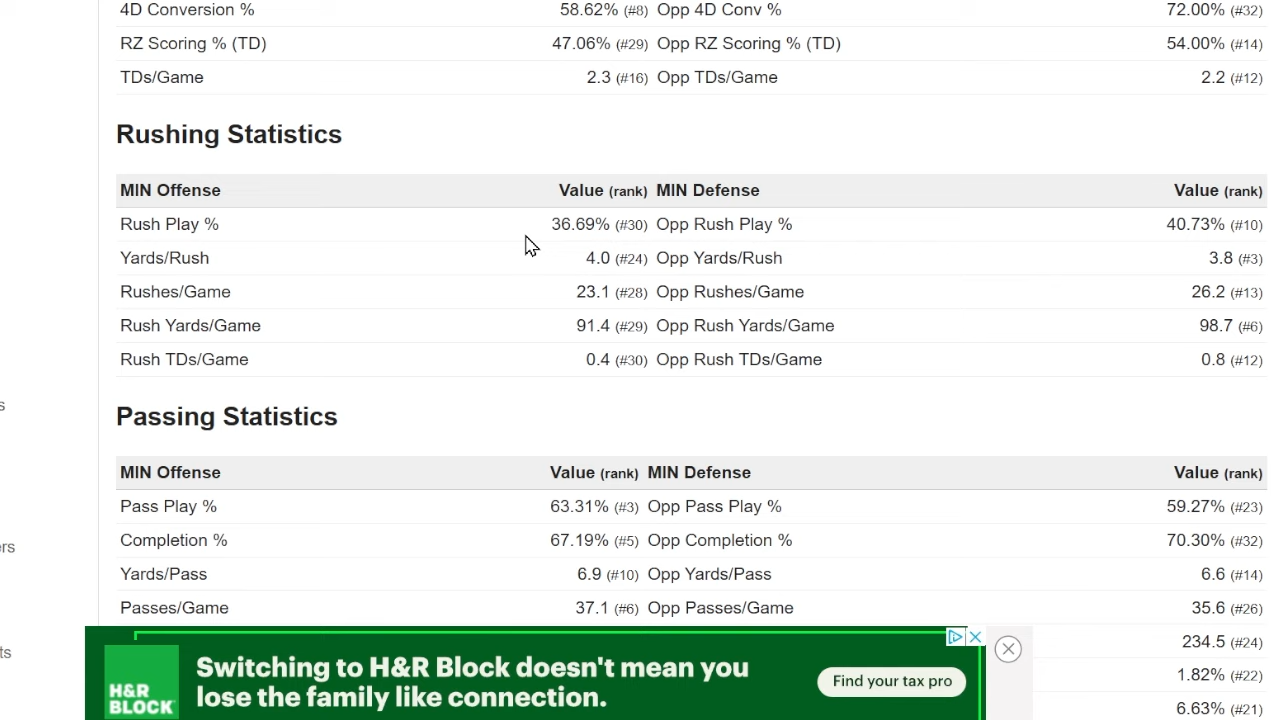 4D Conversion % 58.62% (#8) Opp 4D Conv % 72.00% (#32)
RZ Scoring % (TD) 47.06% (#29) Opp RZ Scoring % (TD) 54.00% (#14)
TDs/Game 2.3 (#16) Opp TDs/Game 2.2 (#12)
Rushing Statistics
MIN Offense Value (rank) MIN Defense Value (rank)
Rush Play % 36.69% (#30) Opp Rush Play % 40.73% (#10)
Yards/Rush 4.0 (#24) Opp Yards/Rush 3.8 (#3)
Rushes/Game 23.1 (#28) Opp Rushes/Game 26.2 (#13)
Rush Yards/Game 91.4 (#29) Opp Rush Yards/Game 98.7 (#6)
Rush TDs/Game 0.4 (#30) Opp Rush TDs/Game 0.8 (#12)
s
Passing Statistics
MIN Offense Value (rank) MIN Defense Value (rank)
Pass Play % 63.31% (#3) Opp Pass Play % 59.27% (#23)
ers Completion % 67.19% (#5) Opp Completion % 70.30% (#32)
Yards/Pass 6.9 (#10) Opp Yards/Pass 6.6 (#14)
Passes/Game 37.1 (#6) Opp Passes/Game 35.6 (#26)
234.5 (#24)
ts
1.82% (#22)
6.63% (#21)
H&R
BLOCK
Switching to H&R Block doesn't mean you
lose the family like connection.
Find your tax pro